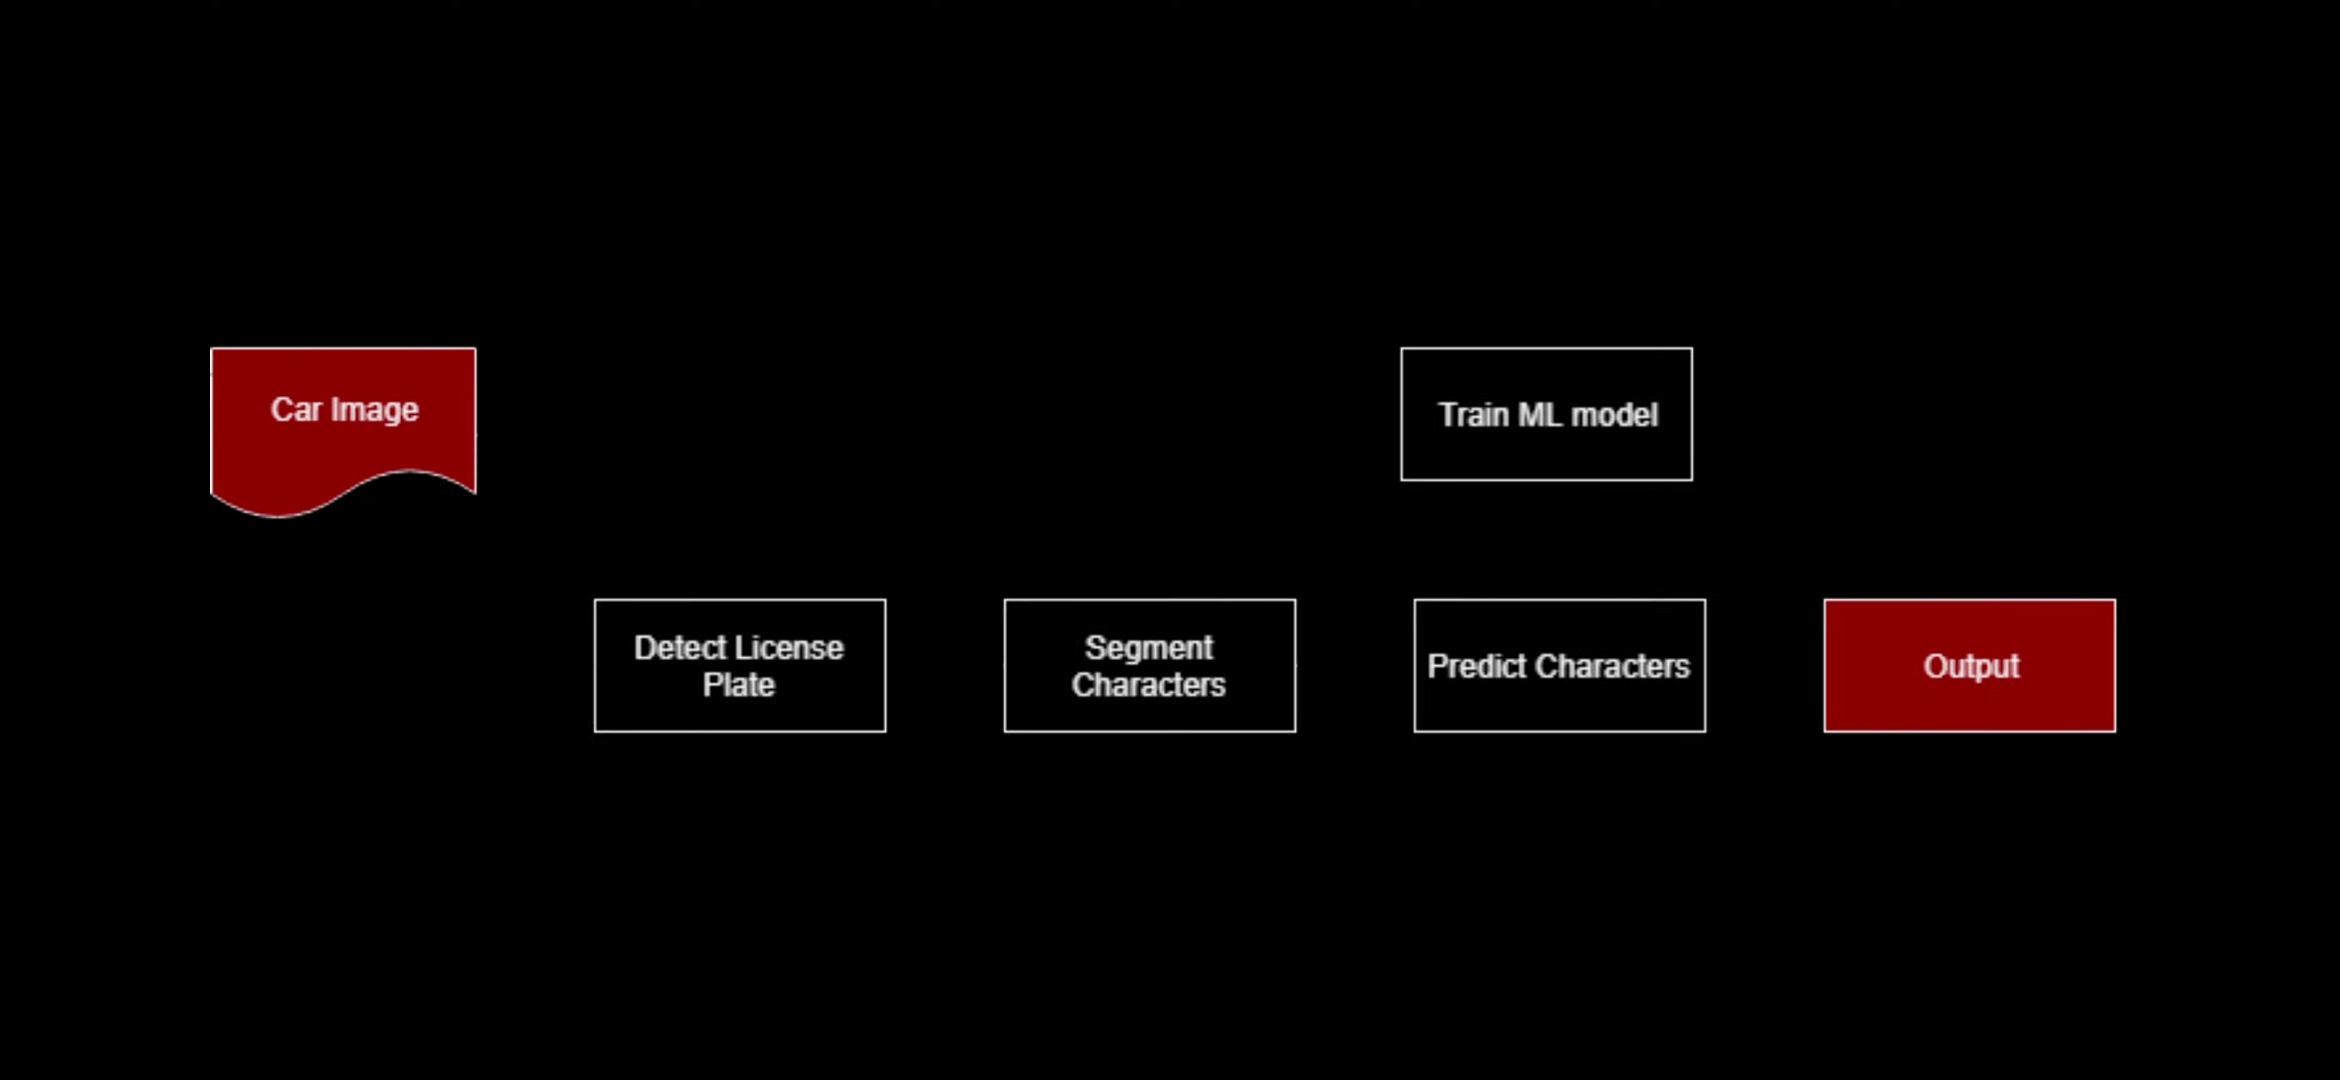 Car Image
Train ML model
Detect License
Plate
Segment
Characters
Predict Characters
Output